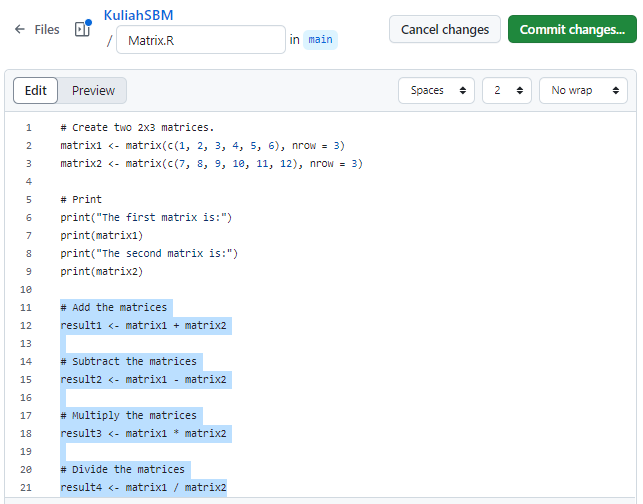 KuliahSBM
← Files
/ Matrix.R in main
Cancel changes
Commit changes...
Edit Preview
Spaces 2 No wrap
1 # Create two 2x3 matrices.
2 matrix1 <- matrix(c(1, 2, 3, 4, 5, 6), nrow = 3)
3 matrix2 <- matrix(c(7, 8, 9, 10, 11, 12), nrow = 3)
4
5 # Print
6 print("The first matrix is:")
7 print(matrix1)
8 print("The second matrix is:")
9 print(matrix2)
10
11 # Add the matrices
12 result1 <- matrix1 + matrix2
13
14 # Subtract the matrices
15 result2 <- matrix1 - matrix2
16
17 # Multiply the matrices
18 result3 <- matrix1 * matrix2
19
20 # Divide the matrices
21 result4 <- matrix1 / matrix2